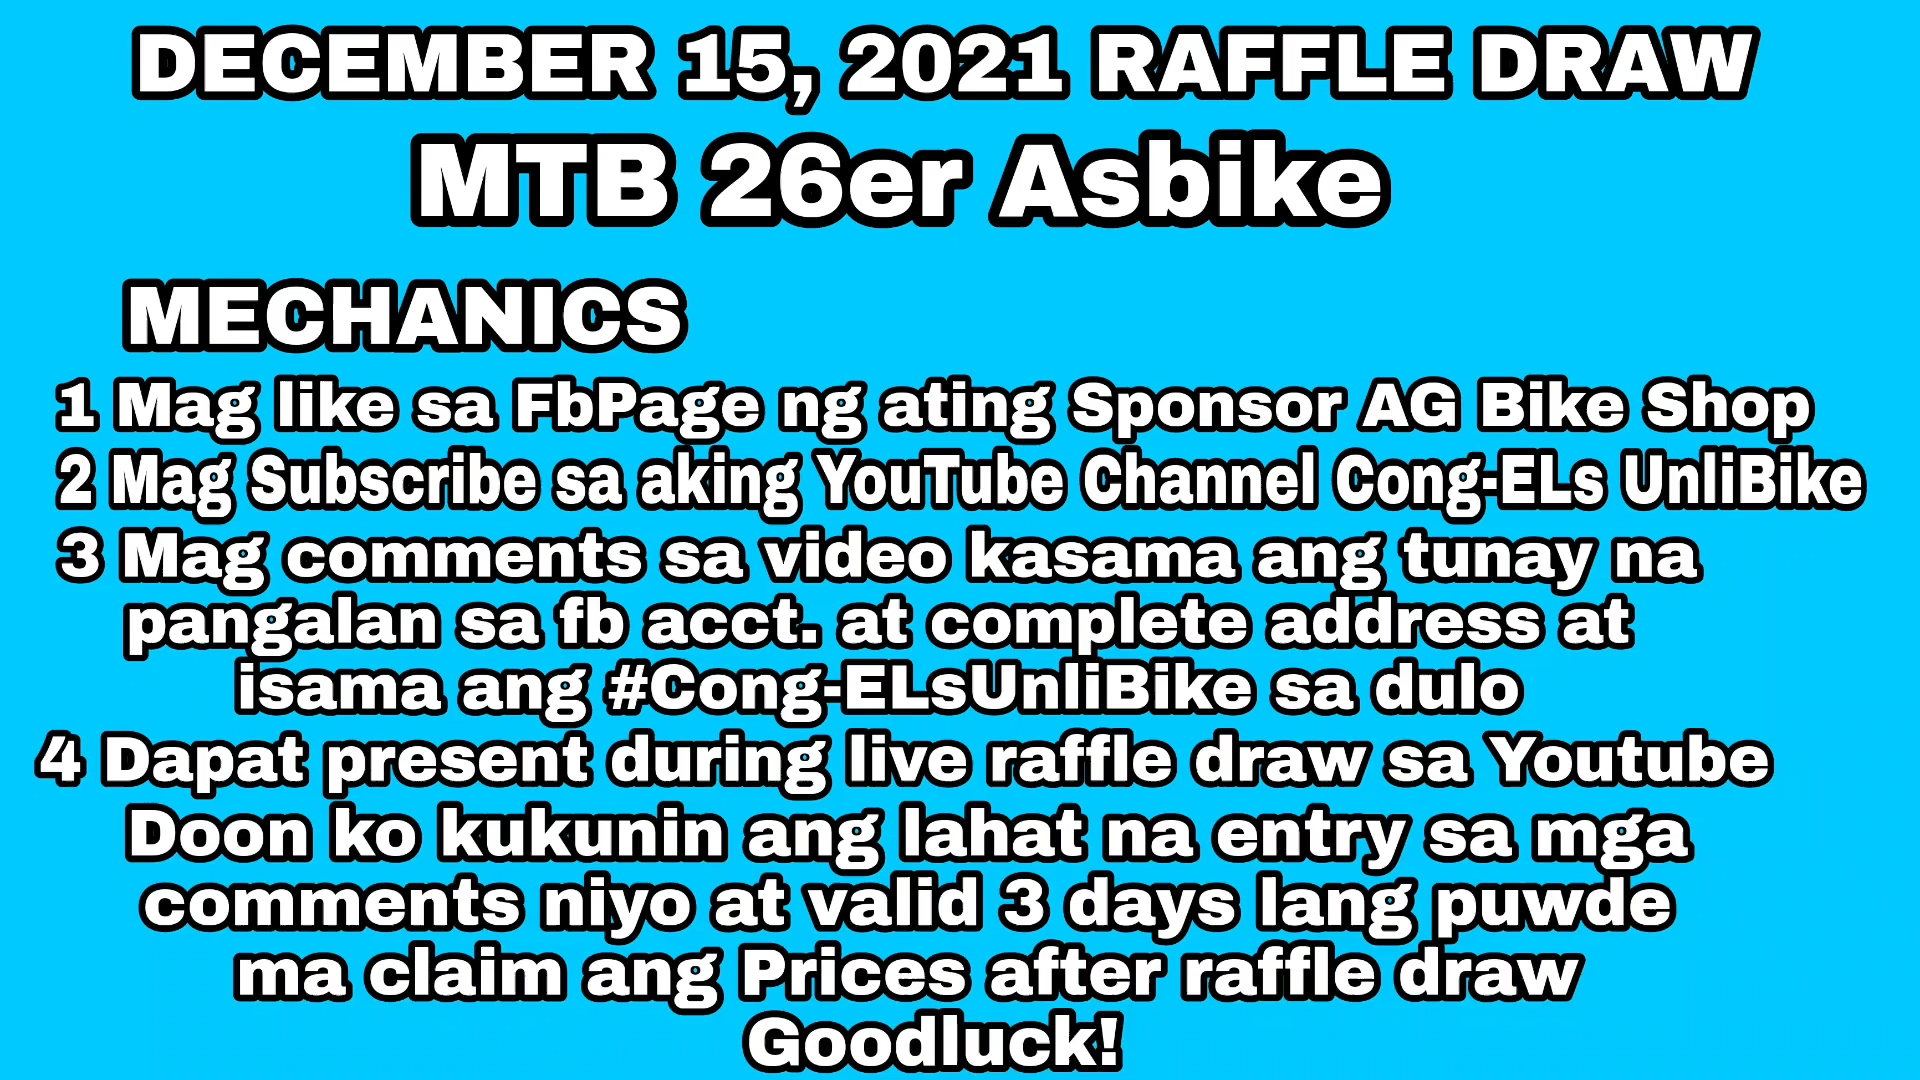 DECEMBER 15, 2021 RAFFLE DRAW
MTB 26er Asbike
MECHANICS
1 Mag like sa FbPage ng ating Sponsor AG Bike Shop
2 Mag Subscribe sa aking YouTube Channel Cong-ELs UnliBike
3 Mag comments sa video kasama ang tunay na
pangalan sa fb acct. at complete address at
isama ang #Cong-ELsUnliBike sa dulo
4 Dapat present during live raffle draw sa Youtube
Doon ko kukunin ang lahat na entry sa mga
comments niyo at valid 3 days lang puwde
ma claim ang Prices after raffle draw
Goodluck!